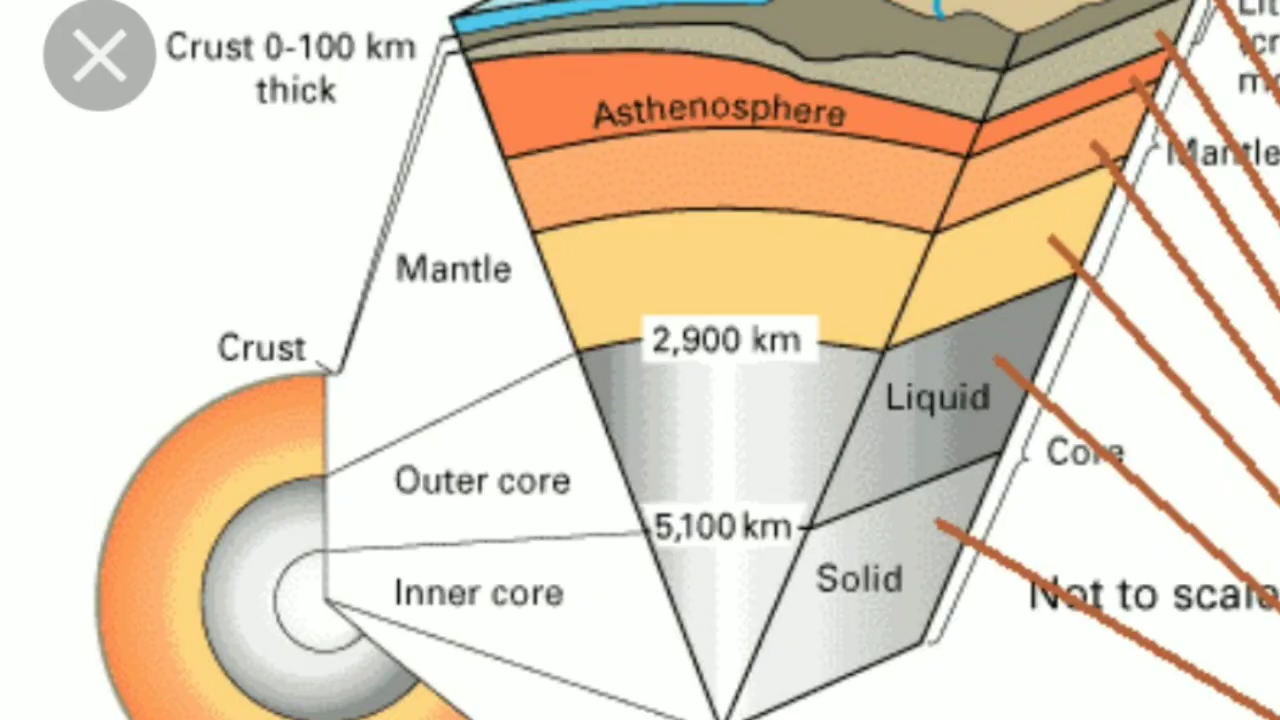 Crust 0-100 km
thick
Asthenosphere
Mantle
Mantle
2,900 km
Crust
Liquid
Core
Outer core
5,100 km
Solid
Inner core
Not to scale